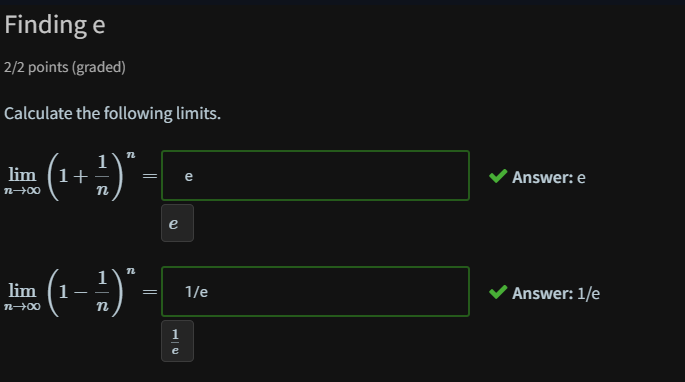 Finding e
2/2 points (graded)
Calculate the following limits.
lim n→∞ (1 + 1/n)^n = e Answer: e
e
lim n→∞ (1 − 1/n)^n = 1/e Answer: 1/e
1/e